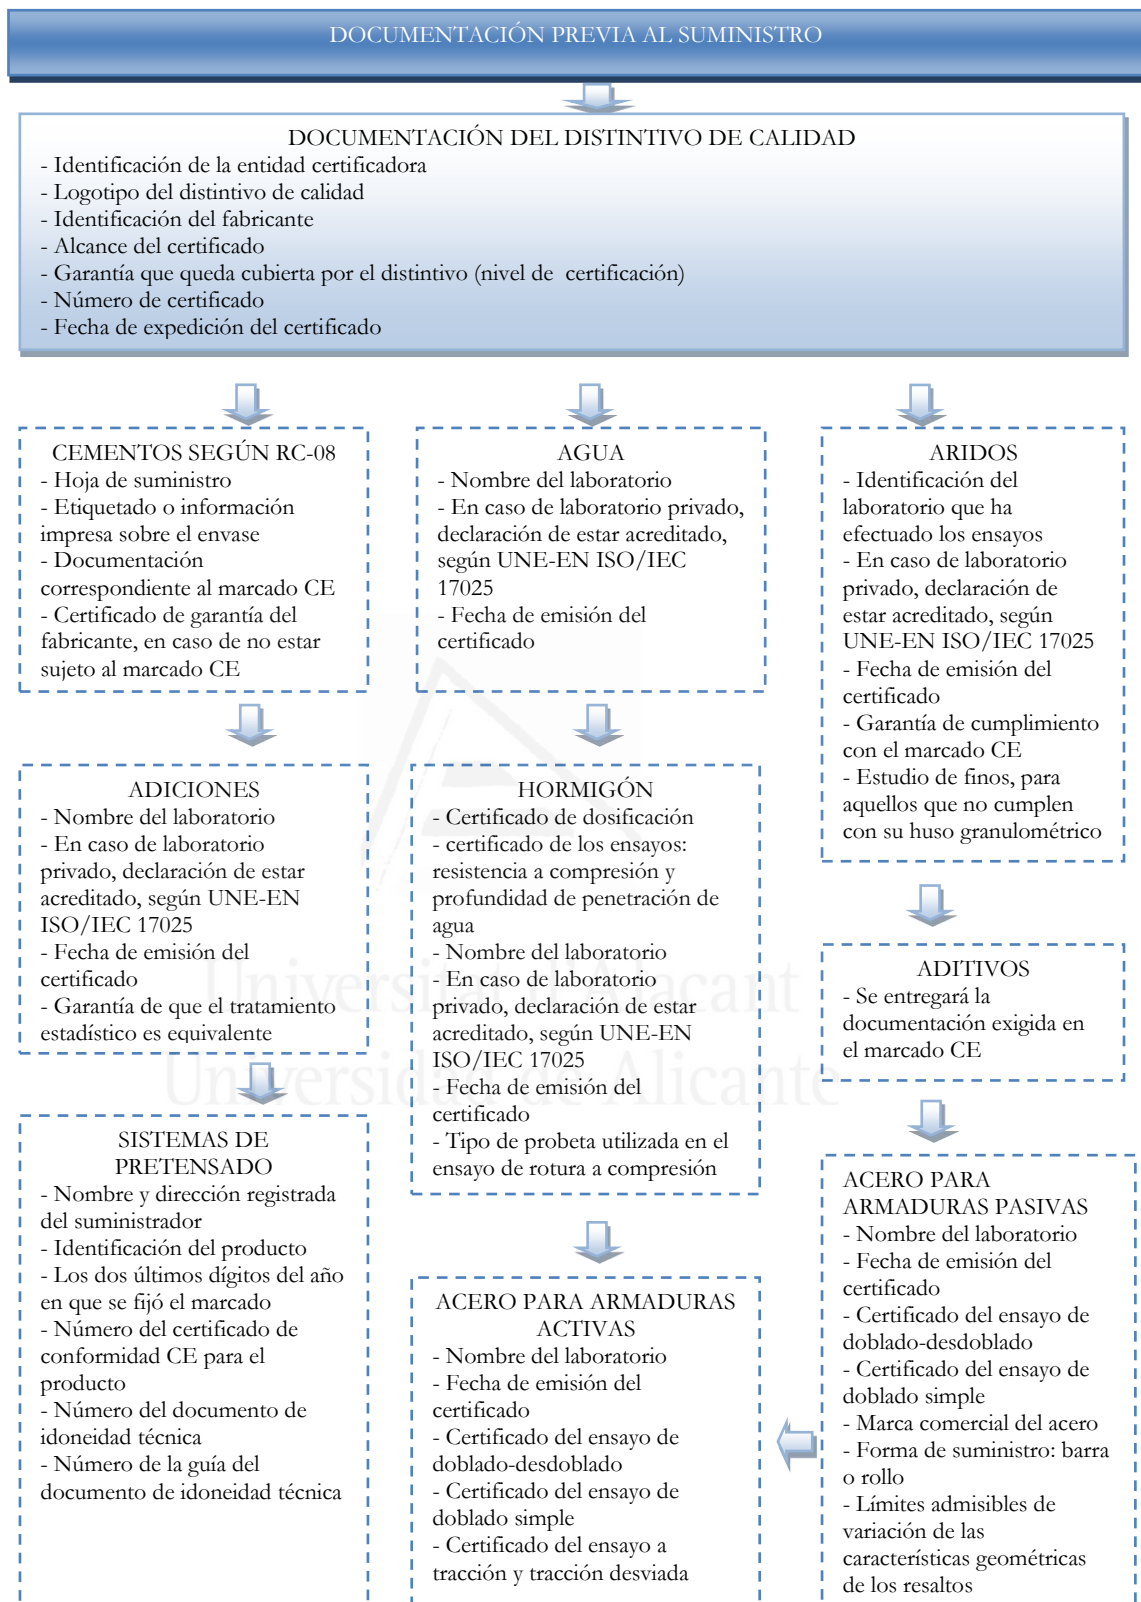 DOCUMENTACIÓN PREVIA AL SUMINISTRO
DOCUMENTACIÓN DEL DISTINTIVO DE CALIDAD
- Identificación de la entidad certificadora
- Logotipo del distintivo de calidad
- Identificación del fabricante
- Alcance del certificado
- Garantía que queda cubierta por el distintivo (nivel de certificación)
- Número de certificado
- Fecha de expedición del certificado
CEMENTOS SEGÚN RC-08
- Hoja de suministro
- Etiquetado o información
impresa sobre el envase
- Documentación
correspondiente al marcado CE
- Certificado de garantía del
fabricante, en caso de no estar
sujeto al marcado CE
AGUA
- Nombre del laboratorio
- En caso de laboratorio privado,
declaración de estar acreditado,
según UNE-EN ISO/IEC
17025
- Fecha de emisión del
certificado
ARIDOS
- Identificación del
laboratorio que ha
efectuado los ensayos
- En caso de laboratorio
privado, declaración de
estar acreditado, según
UNE-EN ISO/IEC 17025
- Fecha de emisión del
certificado
- Garantía de cumplimiento
con el marcado CE
- Estudio de finos, para
aquellos que no cumplen
con su huso granulométrico
ADICIONES
- Nombre del laboratorio
- En caso de laboratorio
privado, declaración de estar
acreditado, según UNE-EN
ISO/IEC 17025
- Fecha de emisión del
certificado
- Garantía de que el tratamiento
estadístico es equivalente
HORMIGÓN
- Certificado de dosificación
- certificado de los ensayos:
resistencia a compresión y
profundidad de penetración de
agua
- Nombre del laboratorio
- En caso de laboratorio
privado, declaración de estar
acreditado, según UNE-EN
ISO/IEC 17025
- Fecha de emisión del
certificado
- Tipo de probeta utilizada en el
ensayo de rotura a compresión
ADITIVOS
- Se entregará la
documentación exigida en
el marcado CE
Universitat d'Alacant
Universidad de Alicante
SISTEMAS DE
PRETENSADO
- Nombre y dirección registrada
del suministrador
- Identificación del producto
- Los dos últimos dígitos del año
en que se fijó el marcado
- Número del certificado de
conformidad CE para el
producto
- Número del documento de
idoneidad técnica
- Número de la guía del
documento de idoneidad técnica
ACERO PARA ARMADURAS
ACTIVAS
- Nombre del laboratorio
- Fecha de emisión del
certificado
- Certificado del ensayo de
doblado-desdoblado
- Certificado del ensayo de
doblado simple
- Certificado del ensayo a
tracción y tracción desviada
ACERO PARA
ARMADURAS PASIVAS
- Nombre del laboratorio
- Fecha de emisión del
certificado
- Certificado del ensayo de
doblado-desdoblado
- Certificado del ensayo de
doblado simple
- Marca comercial del acero
- Forma de suministro: barra
o rollo
- Límites admisibles de
variación de las
características geométricas
de los resaltos